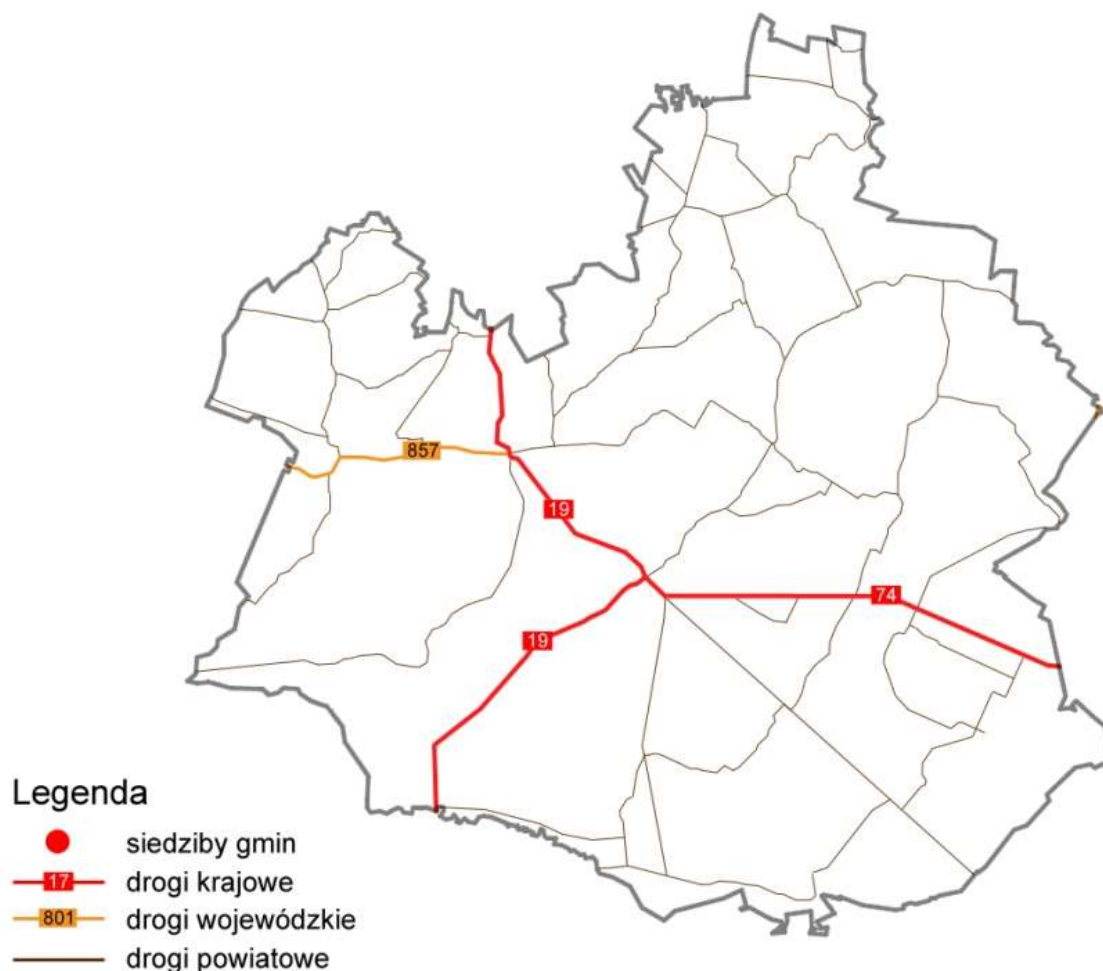 857
19
74
19
Legenda
siedziby gmin
17 drogi krajowe
801 drogi wojewódzkie
drogi powiatowe